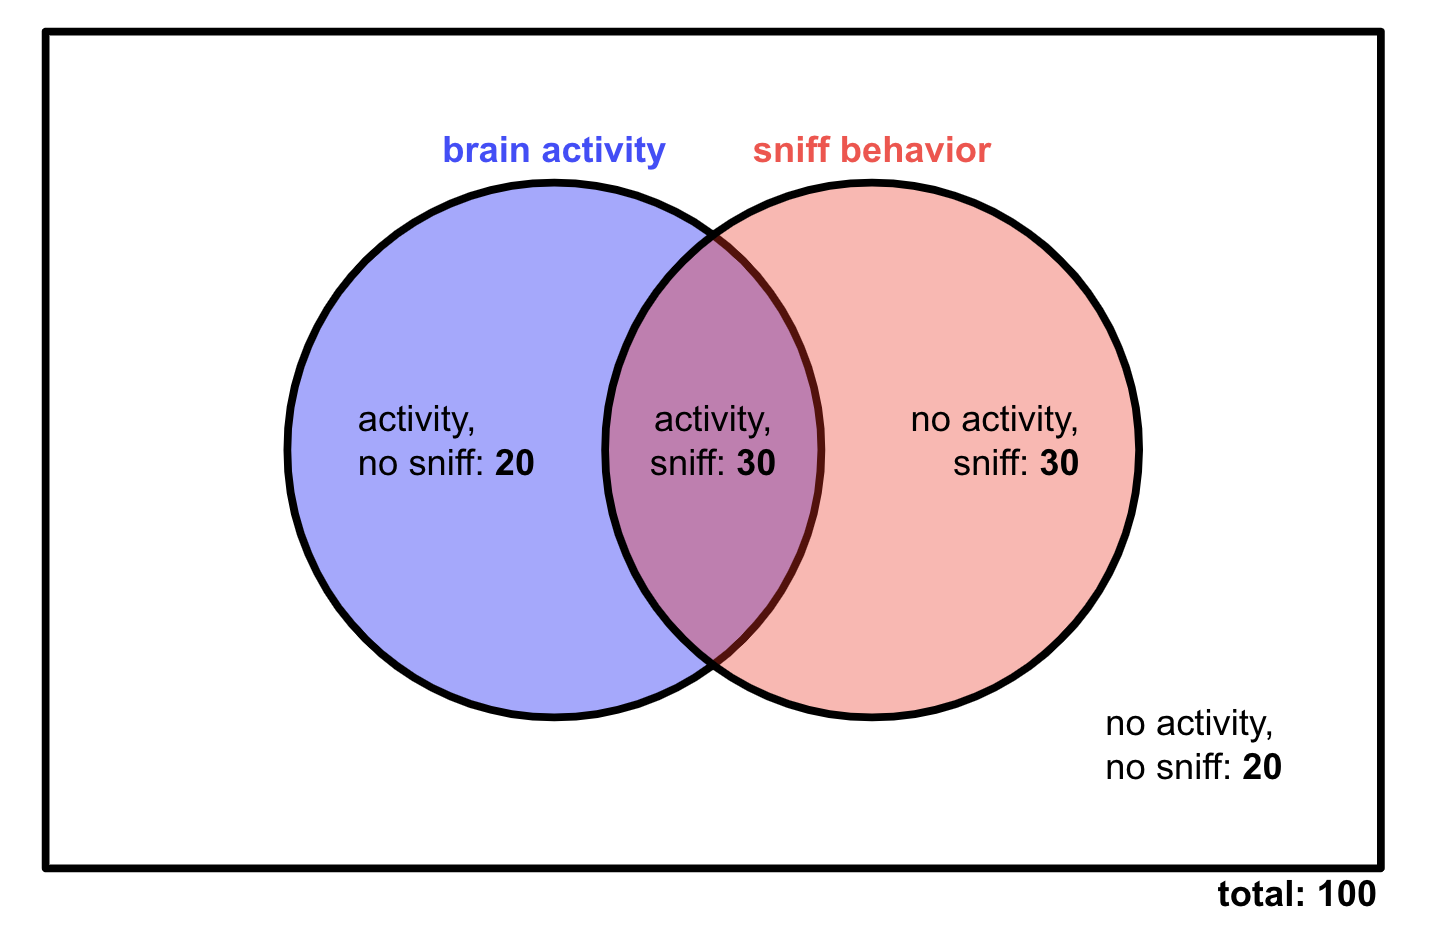 brain activity
sniff behavior
activity,
no sniff: 20
activity,
sniff: 30
no activity,
sniff: 30
no activity,
no sniff: 20
total: 100